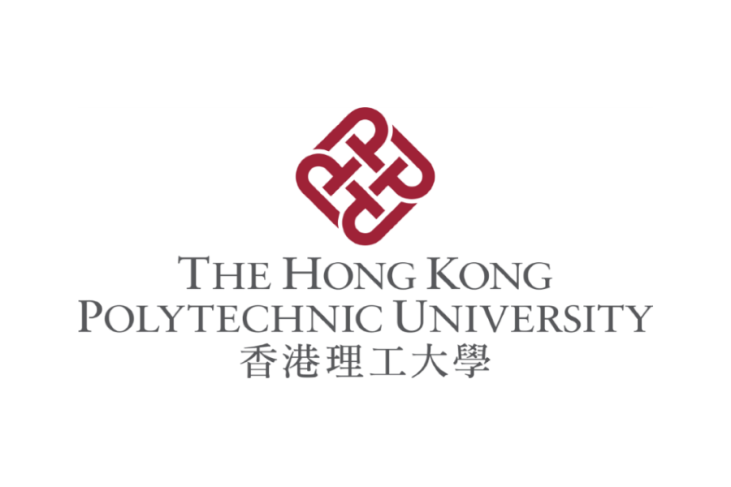 THE HONG KONG
POLYTECHNIC UNIVERSITY
香港理工大學